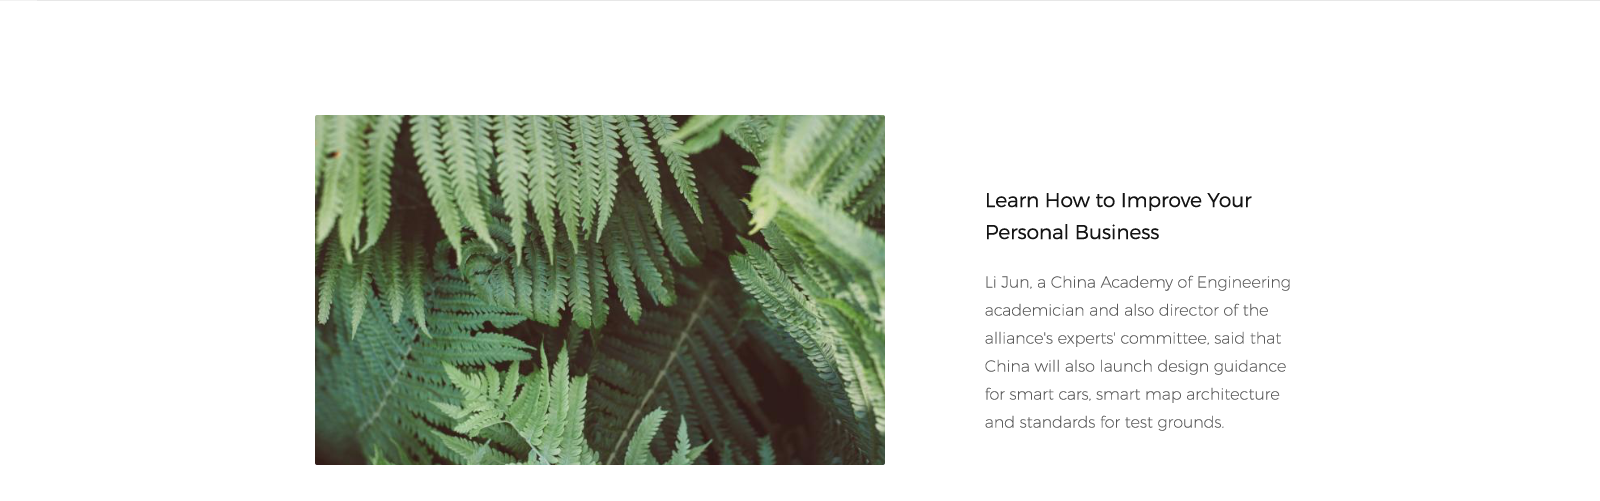 Learn How to Improve Your
Personal Business
Li Jun, a China Academy of Engineering
academician and also director of the
alliance's experts' committee, said that
China will also launch design guidance
for smart cars, smart map architecture
and standards for test grounds.